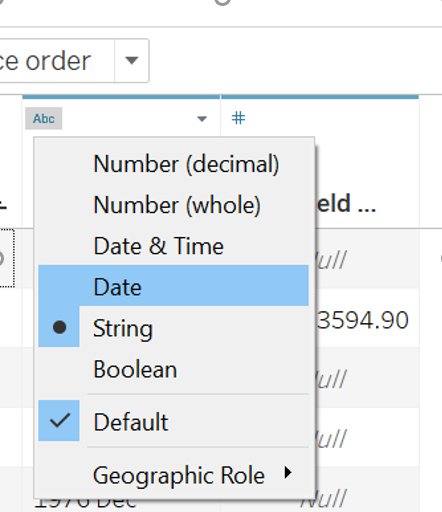 ce order
Abc #
Number (decimal)
Number (whole)
eld ...
Date & Time
Null
Date
String
3594.90
Boolean
Null
Default
Null
Geographic Role
1976 Dec
Null